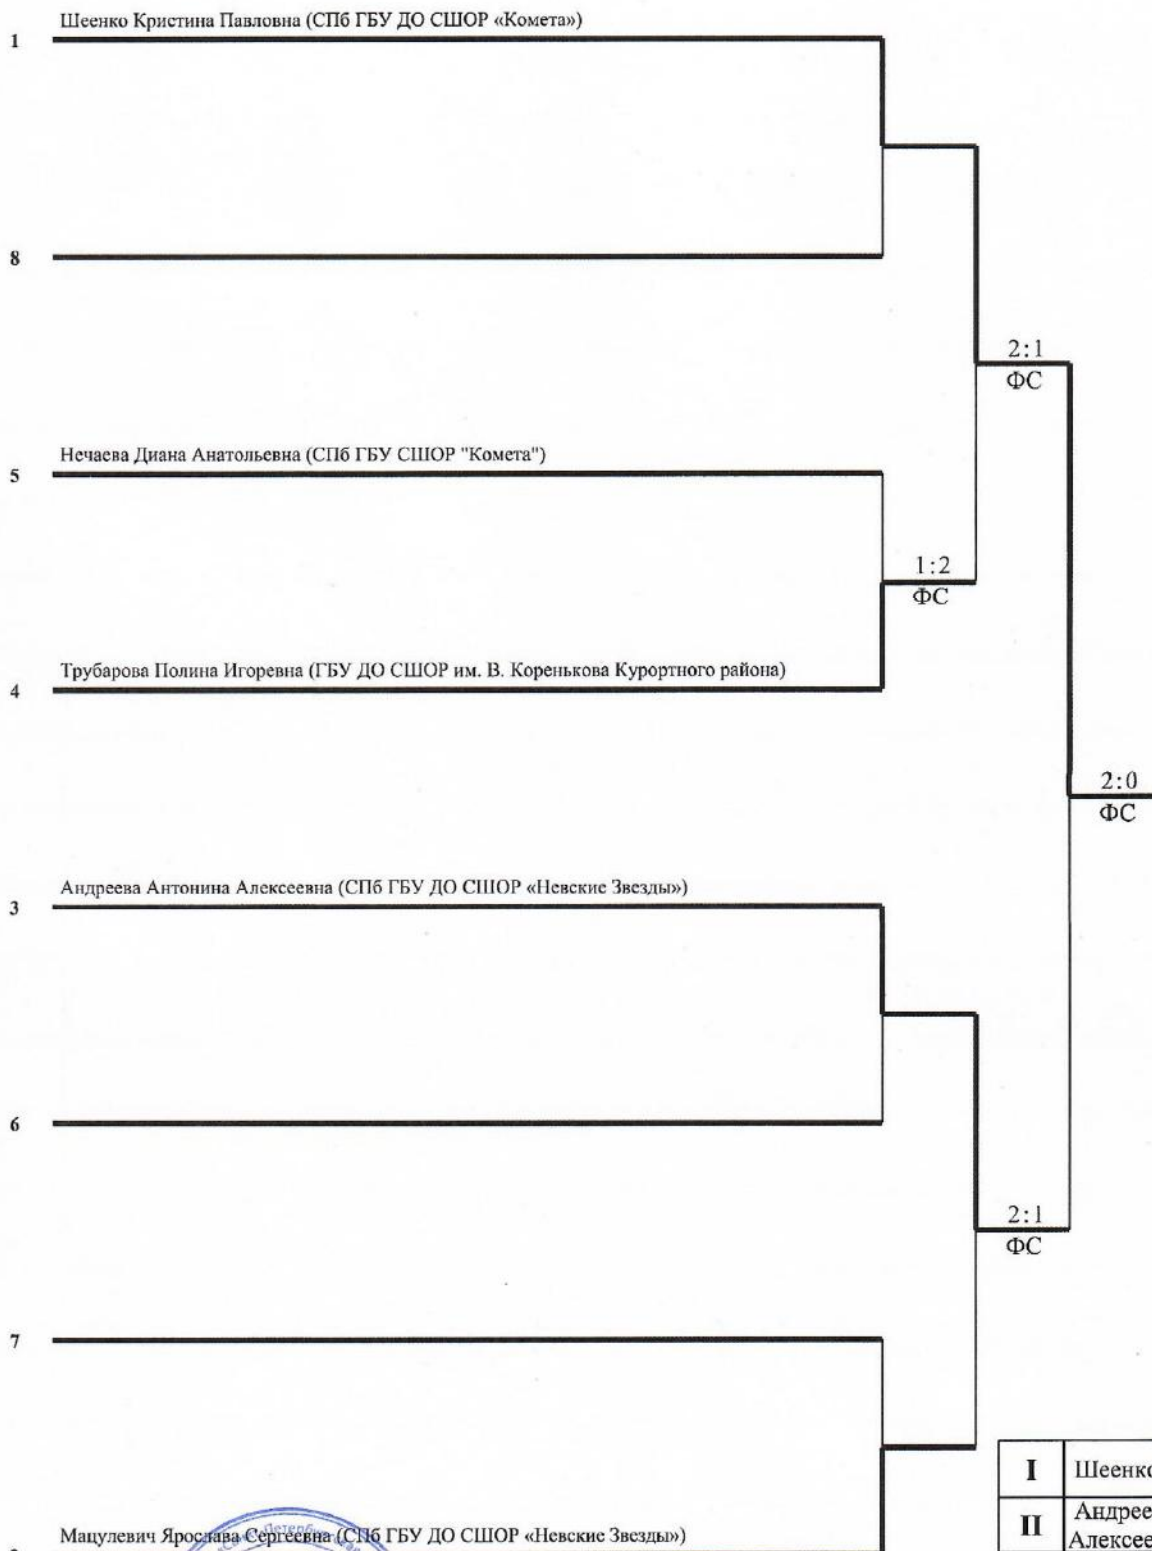 Шеенко Кристина Павловна (СПб ГБУ ДО СШОР «Комета»)
1
8
2:1
ФС
Нечаева Диана Анатольевна (СПб ГБУ СШОР "Комета")
5
1:2
ФС
Трубарова Полина Игоревна (ГБУ ДО СШОР им. В. Коренькова Курортного района)
4
2:0
ФС
Андреева Антонина Алексеевна (СПб ГБУ ДО СШОР «Невские Звезды»)
3
6
2:1
ФС
7
I Шеенко
II Андрее
Алексее
Мацулевич Ярослава Сергеевна (СПб ГБУ ДО СШОР «Невские Звезды»)